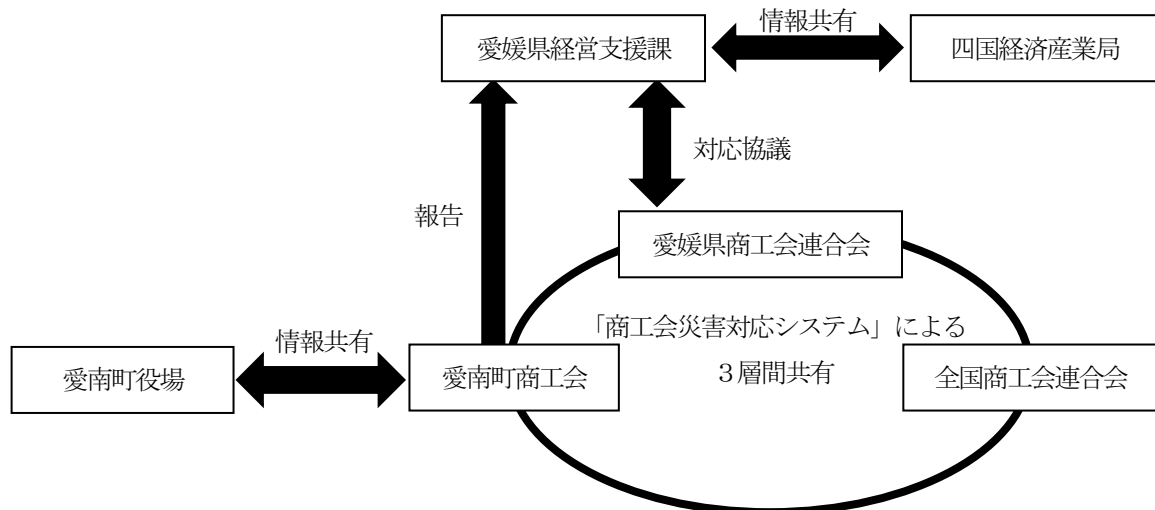 情報共有
愛媛県経営支援課
四国経済産業局
対応協議
報告
愛媛県商工会連合会
「商工会災害対応システム」による
３層間共有
情報共有
愛南町役場
愛南町商工会
全国商工会連合会